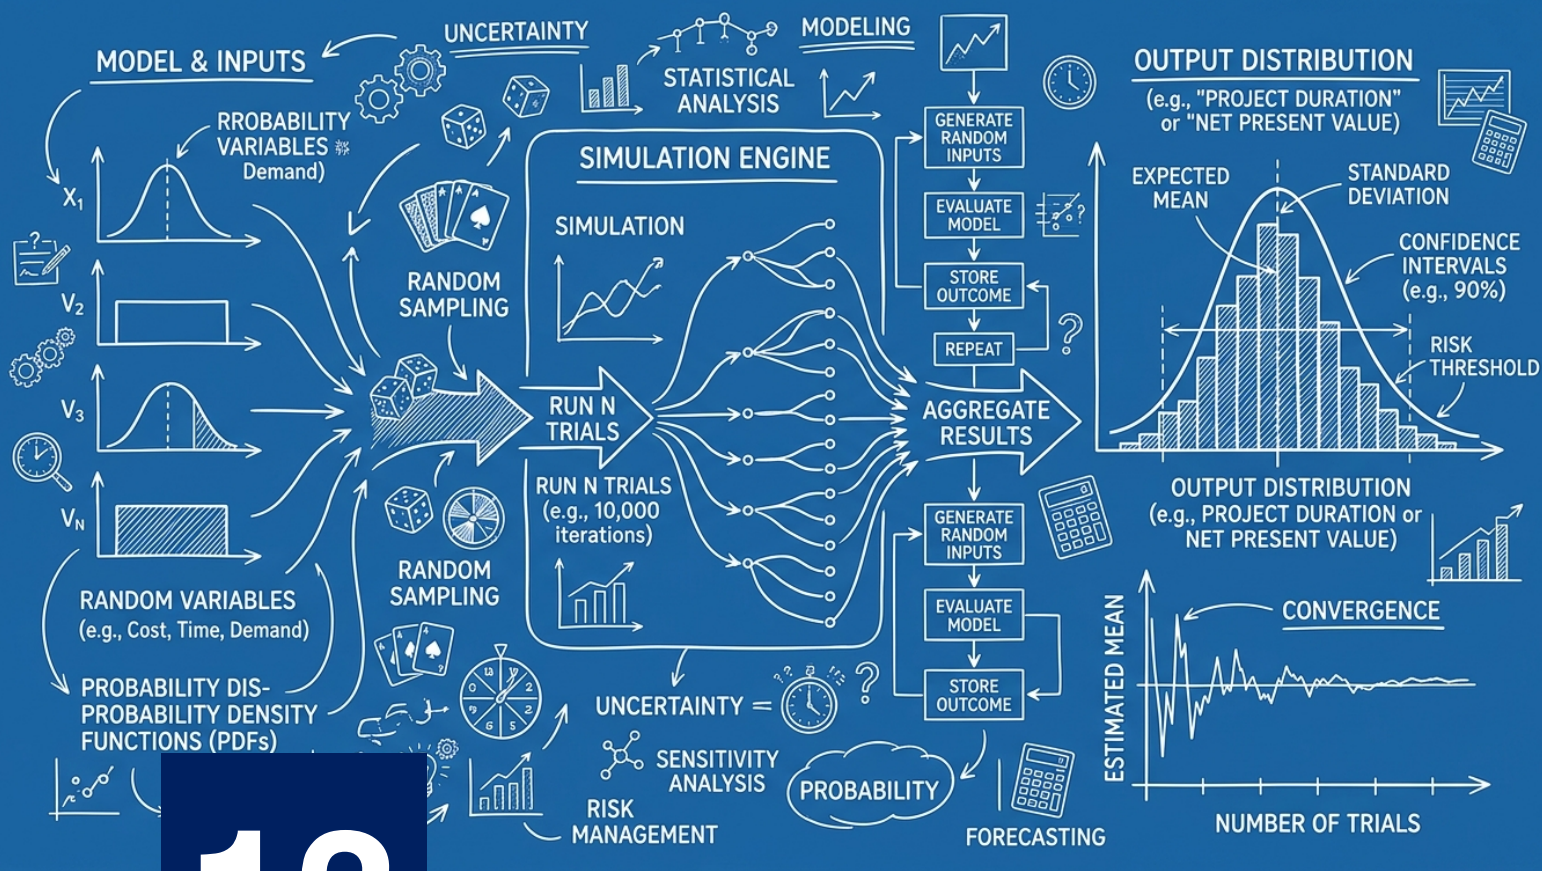 MODEL & INPUTS
RROBABILITY
VARIABLES
Demand)
X₁
V₂
V₃
V_N
RANDOM VARIABLES
(e.g., Cost, Time, Demand)
PROBABILITY DIS-
PROBABILITY DENSITY
FUNCTIONS (PDFs)
UNCERTAINTY
STATISTICAL
ANALYSIS
MODELING
RANDOM
SAMPLING
RANDOM
SAMPLING
SIMULATION ENGINE
SIMULATION
RUN N
TRIALS
RUN N TRIALS
(e.g., 10,000
iterations)
UNCERTAINTY =
SENSITIVITY
ANALYSIS
RISK
MANAGEMENT
PROBABILITY
FORECASTING
GENERATE
RANDOM
INPUTS
EVALUATE
MODEL
STORE
OUTCOME
REPEAT
AGGREGATE
RESULTS
GENERATE
RANDOM
INPUTS
EVALUATE
MODEL
STORE
OUTCOME
OUTPUT DISTRIBUTION
(e.g., "PROJECT DURATION"
or "NET PRESENT VALUE)
EXPECTED
MEAN
STANDARD
DEVIATION
CONFIDENCE
INTERVALS
(e.g., 90%)
RISK
THRESHOLD
OUTPUT DISTRIBUTION
(e.g., PROJECT DURATION or
NET PRESENT VALUE)
CONVERGENCE
ESTIMATED MEAN
NUMBER OF TRIALS